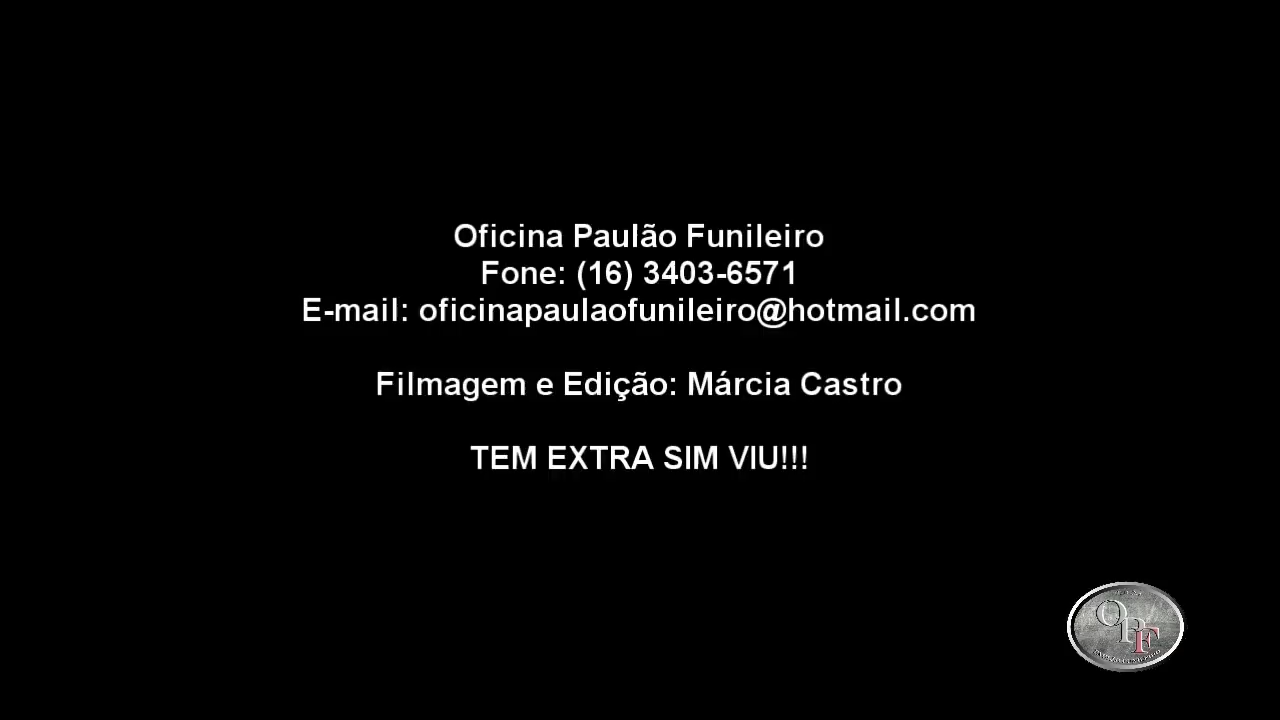 Oficina Paulão Funileiro
Fone: (16) 3403-6571
E-mail: oficinapaulaofunileiro@hotmail.com
Filmagem e Edição: Márcia Castro
TEM EXTRA SIM VIU!!!
OPF